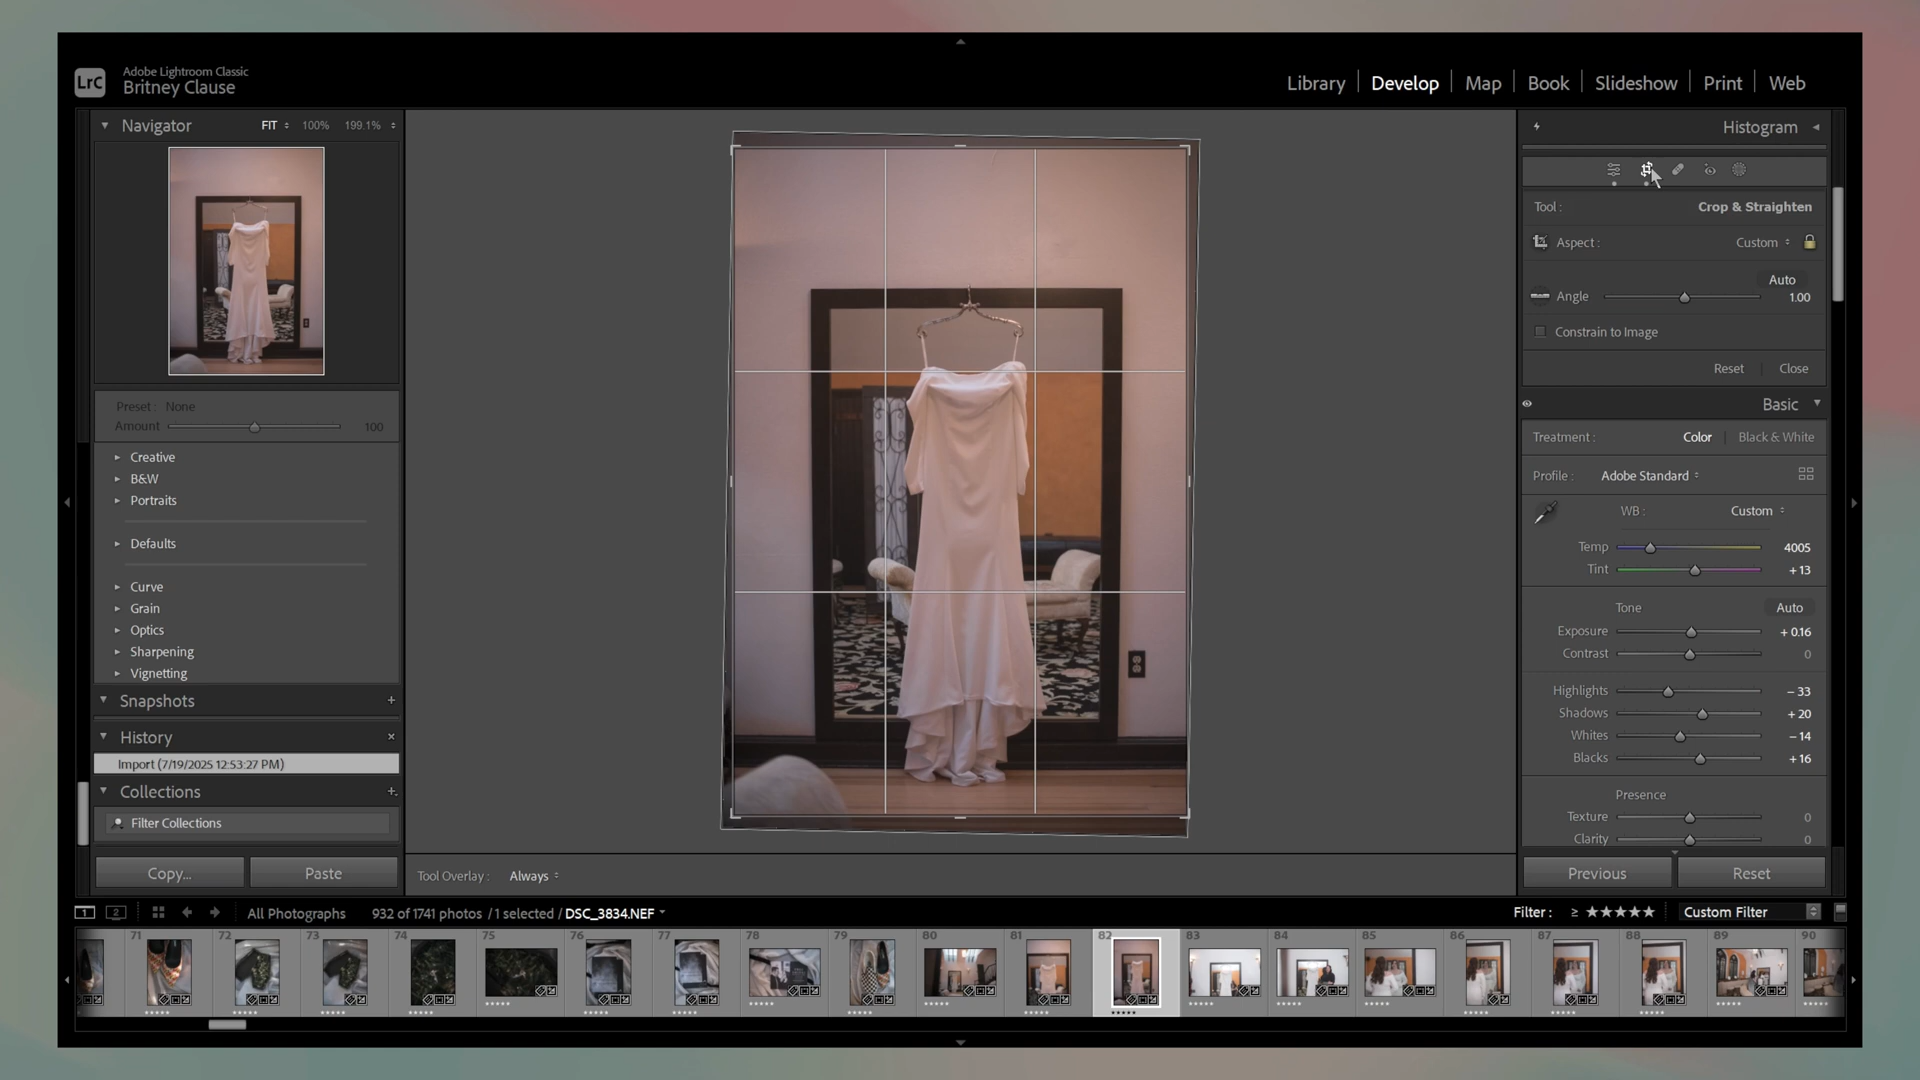 LrC
Adobe Lightroom Classic
Britney Clause
Library | Develop | Map | Book | Slideshow | Print | Web
Navigator FIT 100% 199.1%
Preset : None
Amount 100
Creative
B&W
Portraits
Defaults
Curve
Grain
Optics
Sharpening
Vignetting
Snapshots +
History ×
Import (7/19/2025 12:53:27 PM)
Collections +
Filter Collections
Copy... Paste
Tool Overlay : Always
Histogram
Tool : Crop & Straighten
Aspect : Custom
Auto
Angle 1.00
Constrain to Image
Reset Close
Basic
Treatment : Color Black & White
Profile : Adobe Standard
WB : Custom
Temp 4005
Tint + 13
Tone Auto
Exposure + 0.16
Contrast 0
Highlights − 33
Shadows + 20
Whites − 14
Blacks + 16
Presence
Texture 0
Clarity 0
Previous Reset
1 2 All Photographs 932 of 1741 photos / 1 selected / DSC_3834.NEF
Filter : ≥ ★★★★★ Custom Filter
71 72 73 74 75 76 77 78 79 80 81 82 83 84 85 86 87 88 89 90